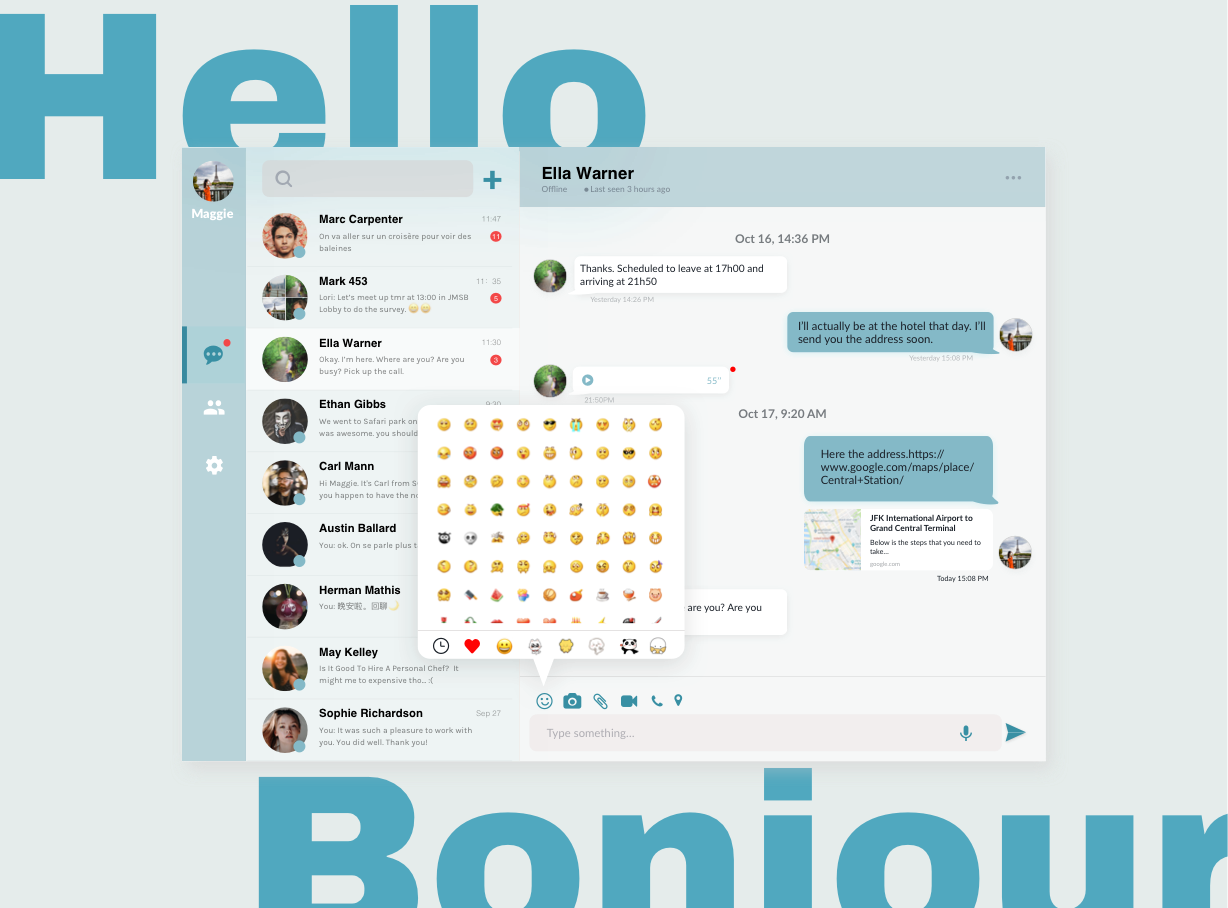 Hello
Maggie
Marc Carpenter
11:47
On va aller sur un croisère pour voir des
11
baleines
Mark 453
11: 35
Lori: Let's meet up tmr at 13:00 in JMSB
5
Lobby to do the survey. 😁😁
Ella Warner
11:30
Okay. I'm here. Where are you? Are you
3
busy? Pick up the call.
Ethan Gibbs
9:30
We went to Safari park on
was awesome. you should
Carl Mann
Hi Maggie. It's Carl from
you happen to have the
Austin Ballard
You: ok. On se parle plus t
Herman Mathis
You: 晚安啦。回聊 🌙
May Kelley
Is It Good To Hire A Personal Chef? It
might me to expensive tho... :(
Sophie Richardson
Sep 27
You: It was such a pleasure to work with
you. You did well. Thank you!
Ella Warner
Offline
Last seen 3 hours ago
Oct 16, 14:36 PM
Thanks. Scheduled to leave at 17h00 and
arriving at 21h50
Yesterday 14:26 PM
I'll actually be at the hotel that day. I'll
send you the address soon.
Yesterday 15:08 PM
55''
21:50PM
Oct 17, 9:20 AM
Here the address.https://
www.google.com/maps/place/
Central+Station/
JFK International Airport to
Grand Central Terminal
Below is the steps that you need to
take...
google.com
Today 15:08 PM
are you? Are you
Type something...
Bonjour